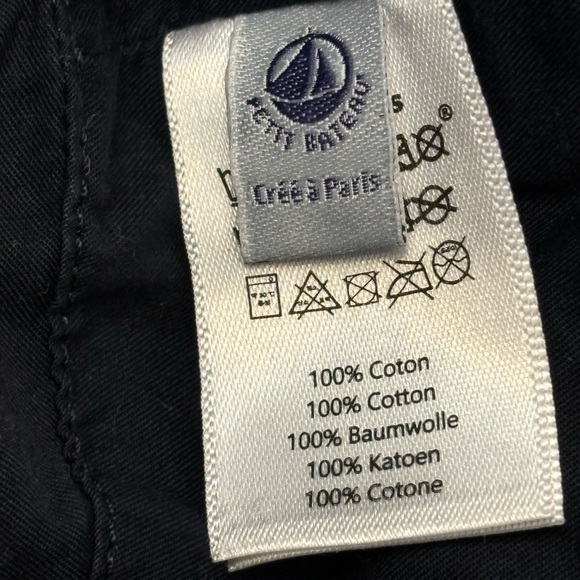 PETIT BATEAU
Créé à Paris
100% Coton
100% Cotton
100% Baumwolle
100% Katoen
100% Cotone